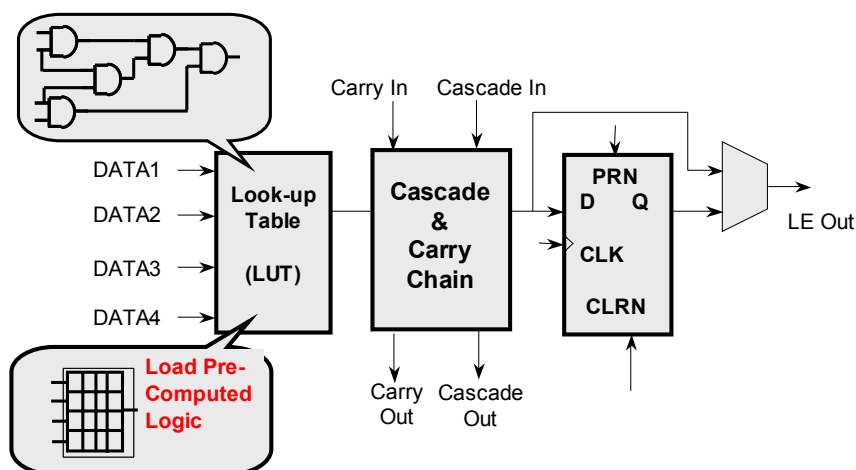 Carry In
Cascade In
DATA1
DATA2
DATA3
DATA4
Look-up
Table
(LUT)
Cascade
&
Carry
Chain
PRN
D Q
CLK
CLRN
LE Out
Load Pre-
Computed
Logic
Carry
Out
Cascade
Out